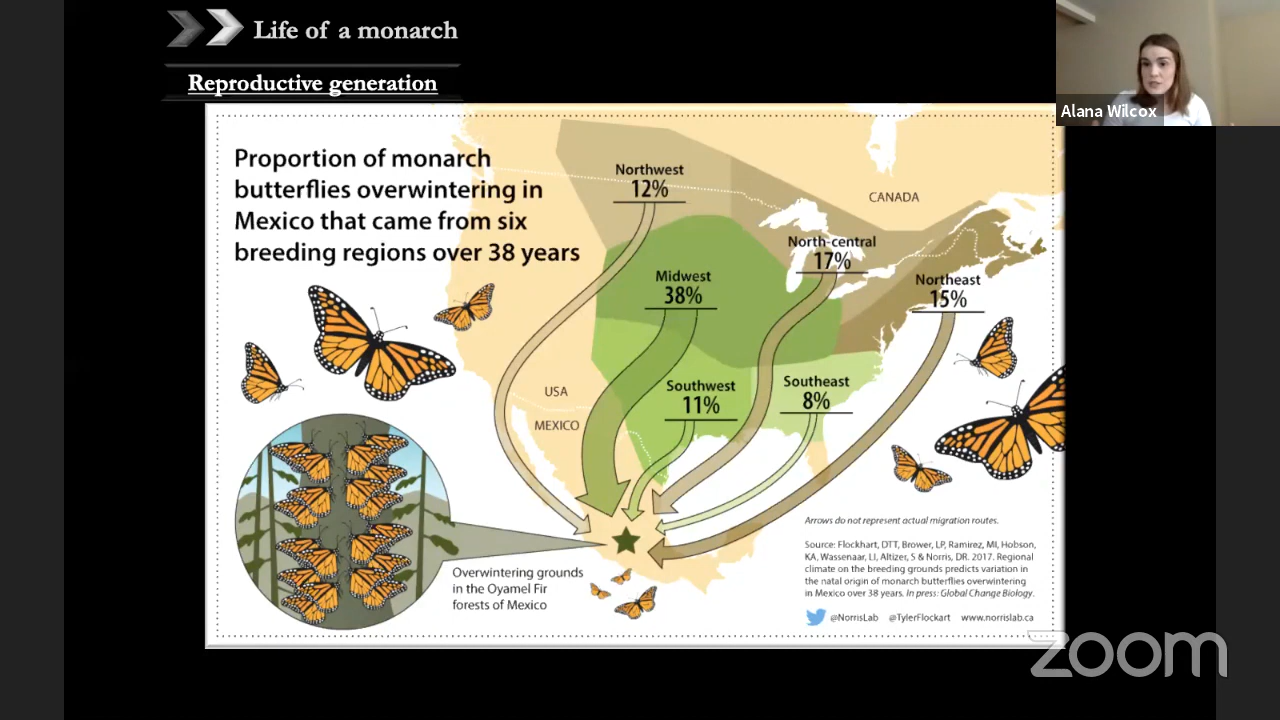 Life of a monarch
Reproductive generation
Alana Wilcox
Proportion of monarch
butterflies overwintering in
Mexico that came from six
breeding regions over 38 years
Northwest
12%
CANADA
North-central
17%
Midwest
38%
Northeast
15%
USA
MEXICO
Southwest
11%
Southeast
8%
Overwintering grounds
in the Oyamel Fir
forests of Mexico
Arrows do not represent actual migration routes.
Source: Flockhart, DTT, Brower, LP, Ramirez, MI, Hobson,
KA, Wassenaar, LI, Altizer, S & Norris, DR. 2017. Regional
climate on the breeding grounds predicts variation in
the natal origin of monarch butterflies overwintering
in Mexico over 38 years. In press: Global Change Biology.
@NorrisLab @TylerFlockart www.norrislab.ca
zoom